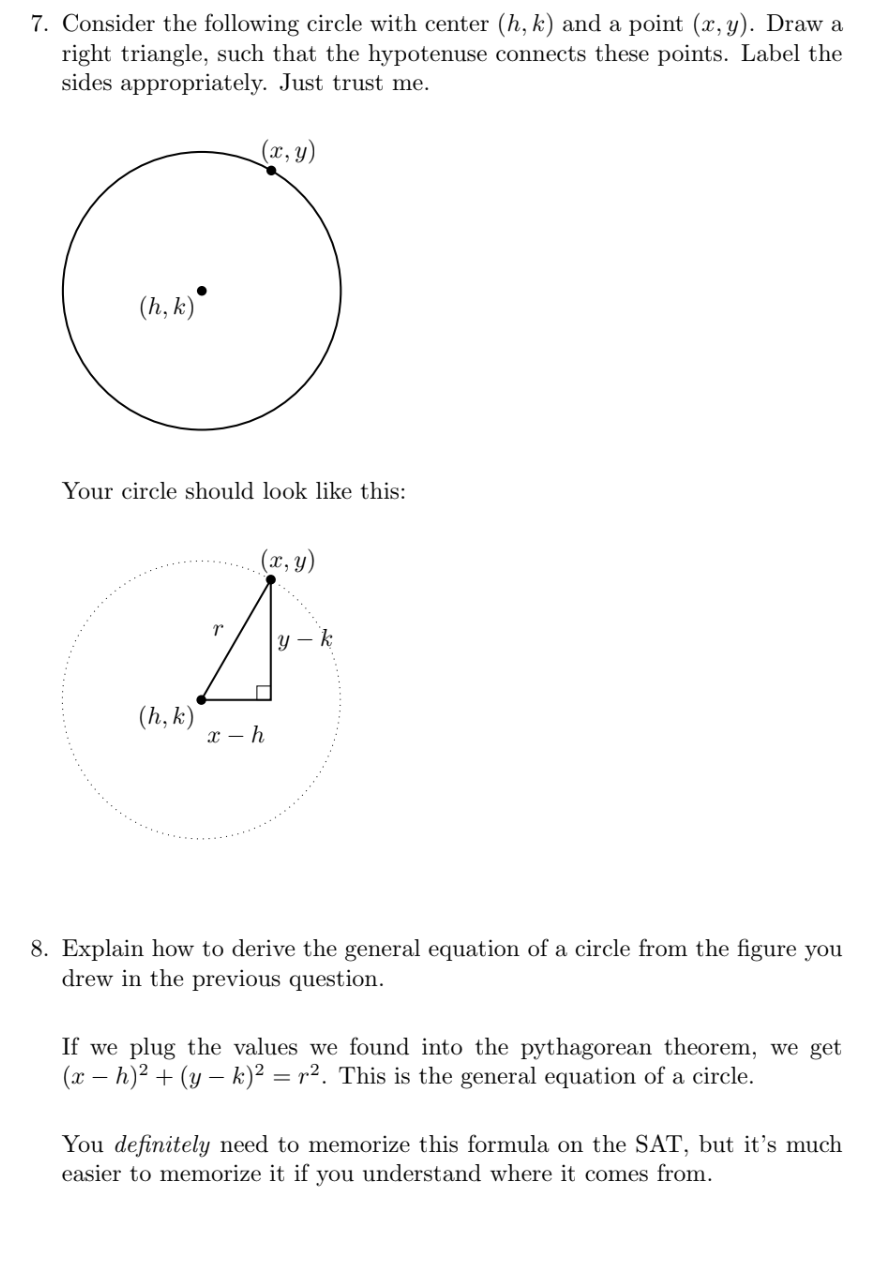 7. Consider the following circle with center (h, k) and a point (x, y). Draw a
right triangle, such that the hypotenuse connects these points. Label the
sides appropriately. Just trust me.
(x, y)
(h, k)
Your circle should look like this:
(x, y)
r
y − k
(h, k)
x − h
8. Explain how to derive the general equation of a circle from the figure you
drew in the previous question.
If we plug the values we found into the pythagorean theorem, we get
(x − h)² + (y − k)² = r². This is the general equation of a circle.
You definitely need to memorize this formula on the SAT, but it’s much
easier to memorize it if you understand where it comes from.